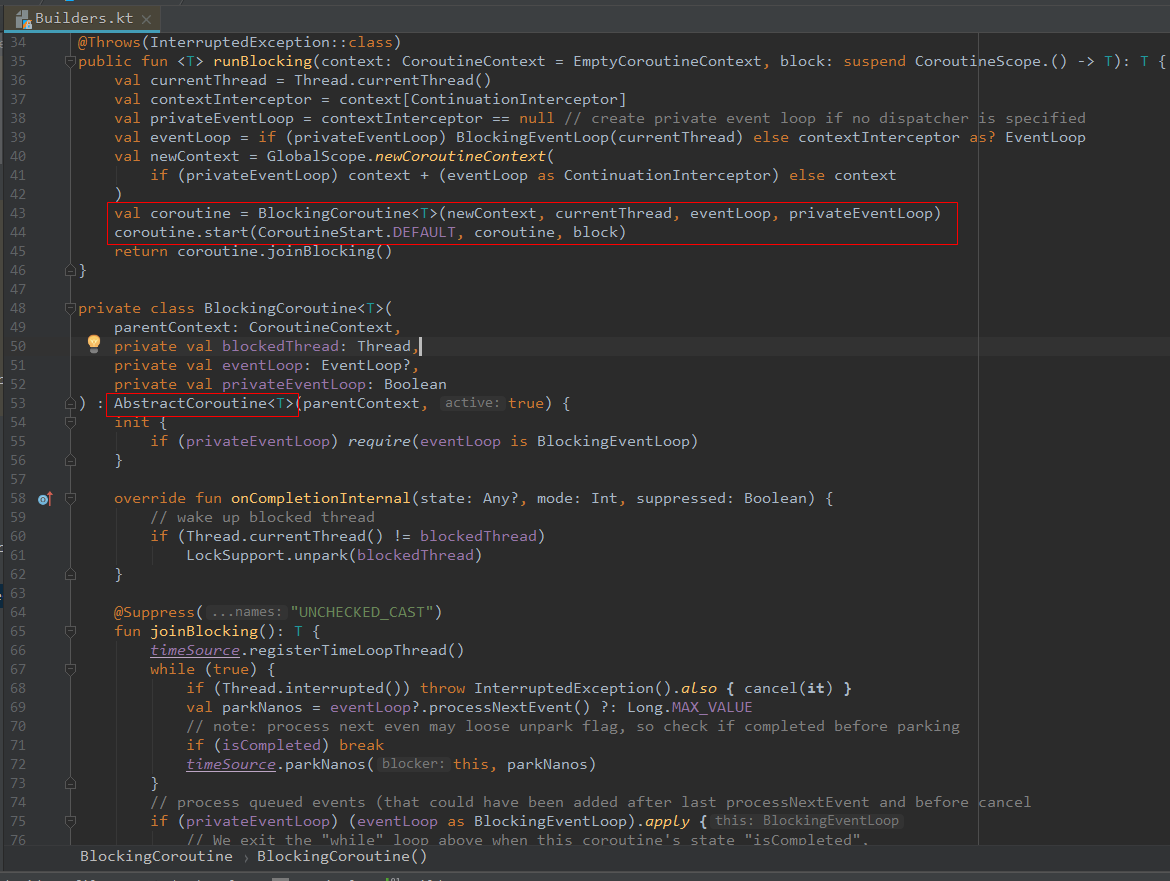 Builders.kt
34 @Throws(InterruptedException::class)
35 public fun <T> runBlocking(context: CoroutineContext = EmptyCoroutineContext, block: suspend CoroutineScope.() -> T): T {
36 val currentThread = Thread.currentThread()
37 val contextInterceptor = context[ContinuationInterceptor]
38 val privateEventLoop = contextInterceptor == null // create private event loop if no dispatcher is specified
39 val eventLoop = if (privateEventLoop) BlockingEventLoop(currentThread) else contextInterceptor as? EventLoop
40 val newContext = GlobalScope.newCoroutineContext(
41 if (privateEventLoop) context + (eventLoop as ContinuationInterceptor) else context
42 )
43 val coroutine = BlockingCoroutine<T>(newContext, currentThread, eventLoop, privateEventLoop)
44 coroutine.start(CoroutineStart.DEFAULT, coroutine, block)
45 return coroutine.joinBlocking()
46 }
47
48 private class BlockingCoroutine<T>(
49 parentContext: CoroutineContext,
50 private val blockedThread: Thread,
51 private val eventLoop: EventLoop?,
52 private val privateEventLoop: Boolean
53 ) : AbstractCoroutine<T>(parentContext, active: true) {
54 init {
55 if (privateEventLoop) require(eventLoop is BlockingEventLoop)
56 }
57
58 override fun onCompletionInternal(state: Any?, mode: Int, suppressed: Boolean) {
59 // wake up blocked thread
60 if (Thread.currentThread() != blockedThread)
61 LockSupport.unpark(blockedThread)
62 }
63
64 @Suppress( ...names: "UNCHECKED_CAST")
65 fun joinBlocking(): T {
66 timeSource.registerTimeLoopThread()
67 while (true) {
68 if (Thread.interrupted()) throw InterruptedException().also { cancel(it) }
69 val parkNanos = eventLoop?.processNextEvent() ?: Long.MAX_VALUE
70 // note: process next even may loose unpark flag, so check if completed before parking
71 if (isCompleted) break
72 timeSource.parkNanos( blocker: this, parkNanos)
73 }
74 // process queued events (that could have been added after last processNextEvent and before cancel
75 if (privateEventLoop) (eventLoop as BlockingEventLoop).apply { this: BlockingEventLoop
76 // We exit the "while" loop above when this coroutine's state "isCompleted".
BlockingCoroutine › BlockingCoroutine()